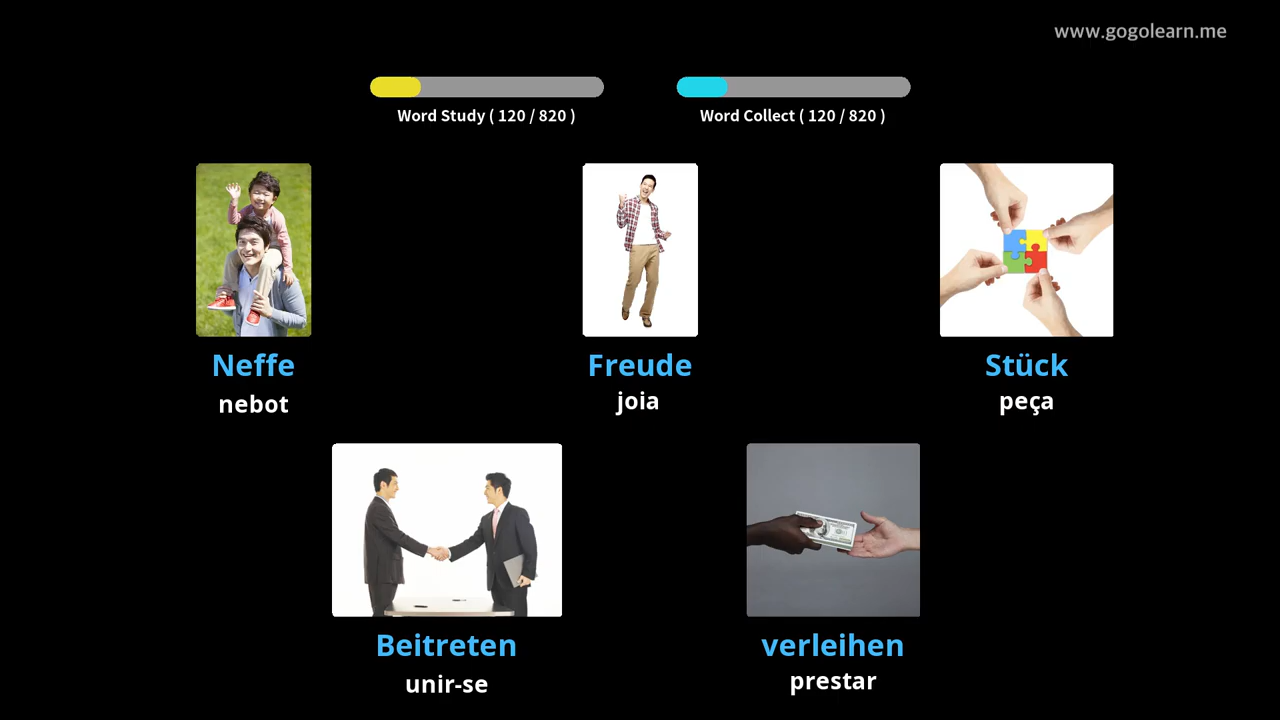 www.gogolearn.me
Word Study ( 120 / 820 )
Word Collect ( 120 / 820 )
Neffe
nebot
Freude
joia
Stück
peça
Beitreten
unir-se
verleihen
prestar